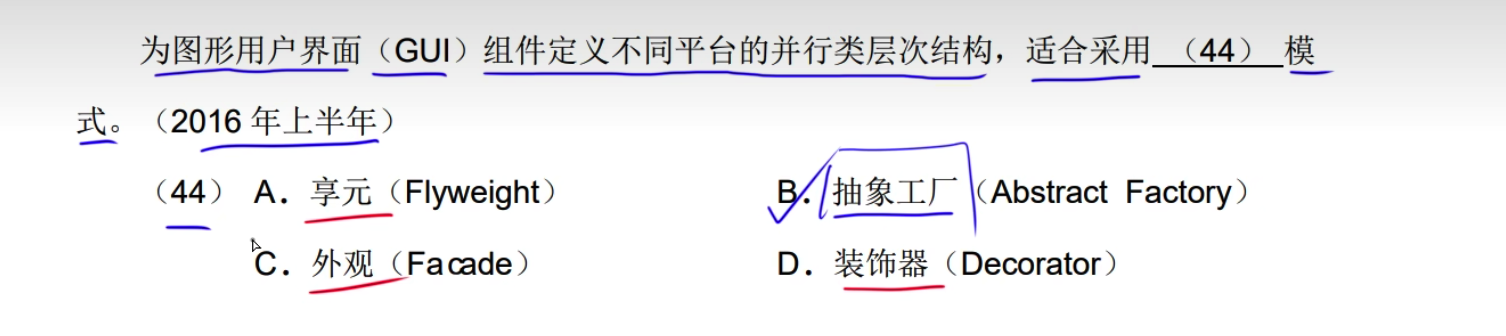 为图形用户界面（GUI）组件定义不同平台的并行类层次结构，适合采用 （44） 模
式。（2016 年上半年）
（44） A．享元（Flyweight） B．抽象工厂（Abstract Factory）
C．外观（Facade） D．装饰器（Decorator）